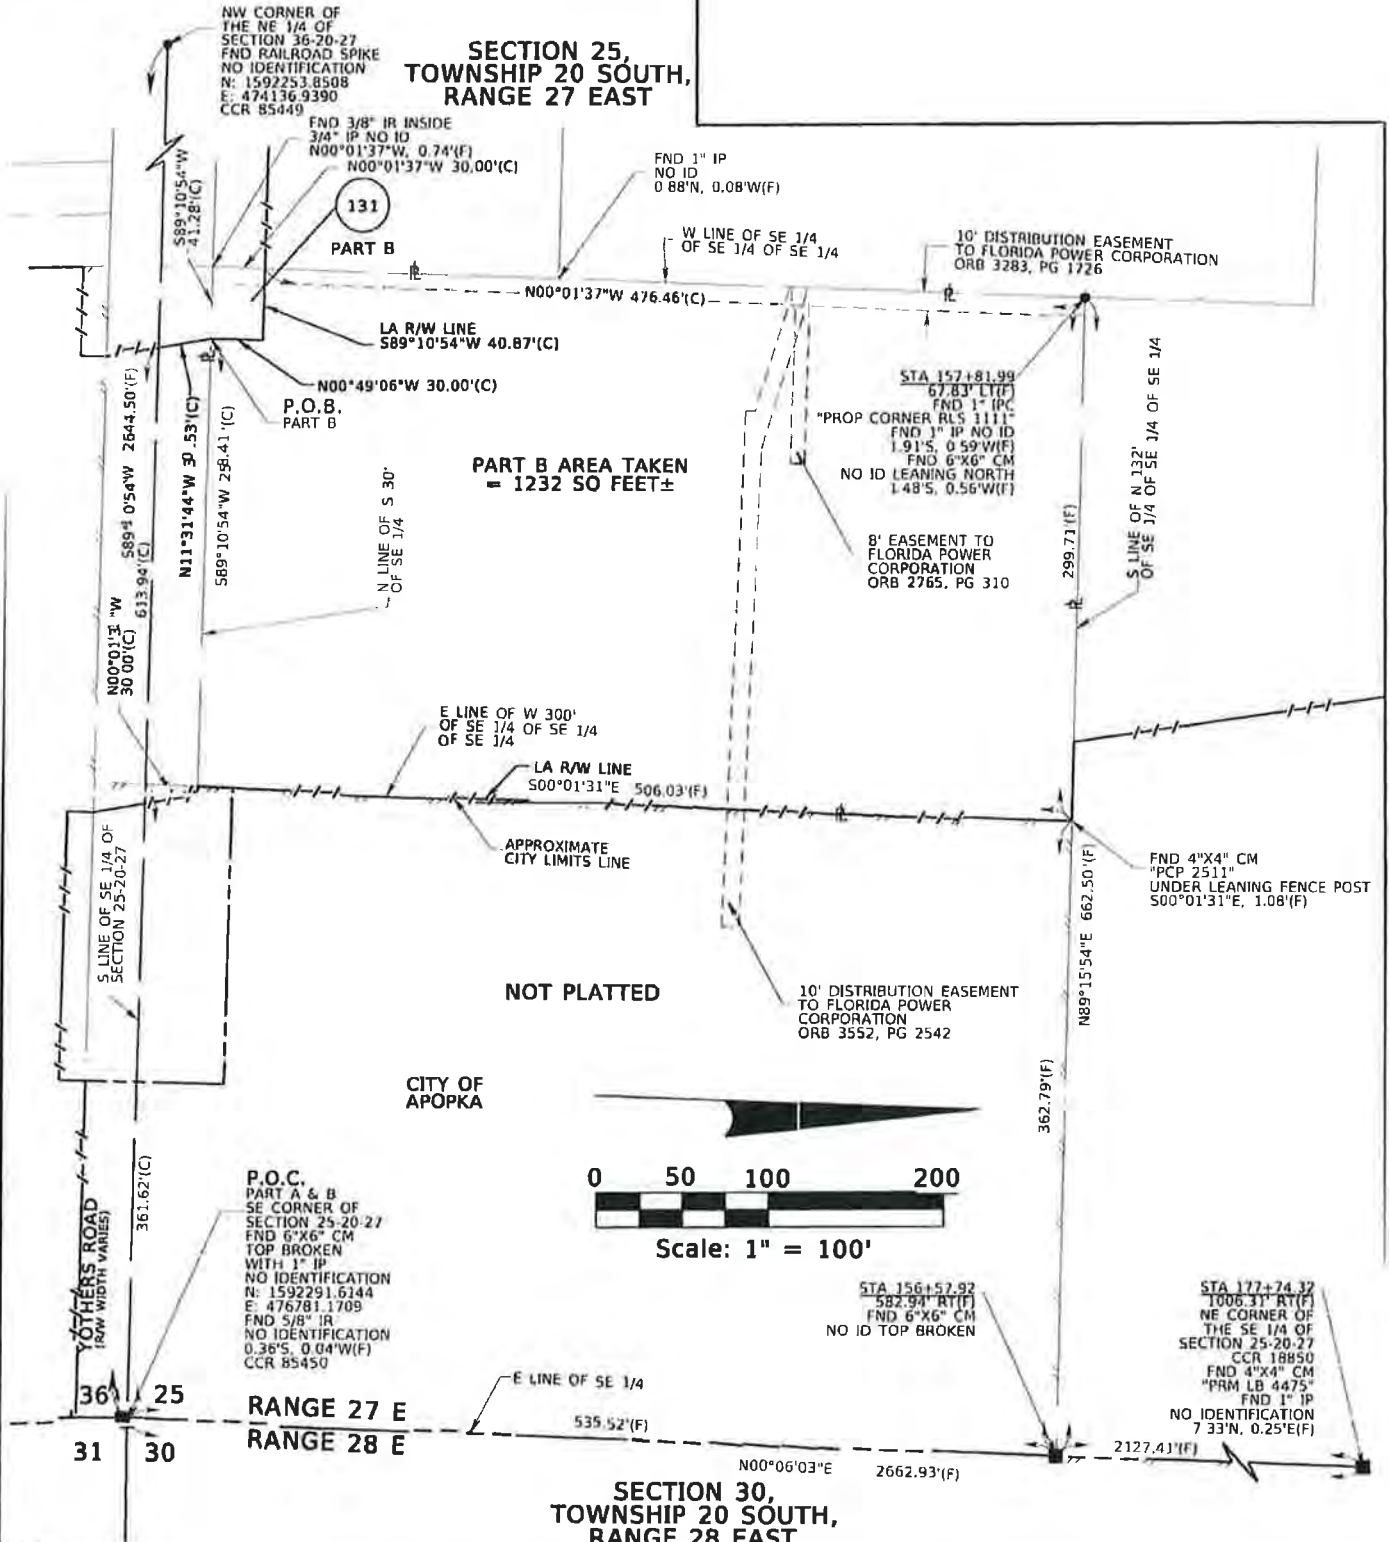 NW CORNER OF
THE NE 1/4 OF
SECTION 36-20-27
FND RAILROAD SPIKE
NO IDENTIFICATION
N: 1592253.8508
E: 474136.9390
CCR 85449
SECTION 25,
TOWNSHIP 20 SOUTH,
RANGE 27 EAST
FND 3/8" IR INSIDE
3/4" IP NO ID
N00°01'37"W, 0.74'(F)
N00°01'37"W 30.00'(C)
S89°10'54"W
41.28'(C)
131
PART B
FND 1" IP
NO ID
0.88'N, 0.08'W(F)
W LINE OF SE 1/4
OF SE 1/4 OF SE 1/4
10' DISTRIBUTION EASEMENT
TO FLORIDA POWER CORPORATION
ORB 3283, PG 1726
N00°01'37"W 476.46'(C)
LA R/W LINE
S89°10'54"W 40.87'(C)
N00°49'06"W 30.00'(C)
P.O.B.
PART B
STA 157+81.99
67.83' LT(F)
FND 1" IPC
"PROP CORNER RLS 1111"
FND 1" IP NO ID
1.91'S, 0.59'W(F)
FND 6"X6" CM
NO ID LEANING NORTH
1.48'S, 0.56'W(F)
S LINE OF N 132'
OF SE 1/4 OF SE 1/4 OF SE 1/4
299.71'(F)
PART B AREA TAKEN
= 1232 SQ FEET±
8' EASEMENT TO
FLORIDA POWER
CORPORATION
ORB 2765, PG 310
2644.50'(F)
613.94'(C)
N11°31'44"W
S89°10'54"W
N LINE OF S 30'
OF SE 1/4
30.00'(C)
E LINE OF W 300'
OF SE 1/4 OF SE 1/4
OF SE 1/4
LA R/W LINE
S00°01'31"E 506.03'(F)
APPROXIMATE
CITY LIMITS LINE
FND 4"X4" CM
"PCP 2511"
UNDER LEANING FENCE POST
S00°01'31"E, 1.08'(F)
N89°15'54"E 662.50'(F)
S LINE OF SE 1/4 OF
SECTION 25-20-27
NOT PLATTED
10' DISTRIBUTION EASEMENT
TO FLORIDA POWER
CORPORATION
ORB 3552, PG 2542
CITY OF
APOPKA
362.79'(F)
0 50 100 200
Scale: 1" = 100'
361.62'(C)
YOTHERS ROAD
(R/W WIDTH VARIES)
P.O.C.
PART A & B
SE CORNER OF
SECTION 25-20-27
FND 6"X6" CM
TOP BROKEN
WITH 1" IP
NO IDENTIFICATION
N: 1592291.6144
E: 476781.1709
FND 5/8" IR
NO IDENTIFICATION
0.36'S, 0.04'W(F)
CCR 85450
STA 156+57.92
582.94' RT(F)
FND 6"X6" CM
NO ID TOP BROKEN
STA 177+74.32
1006.31' RT(F)
NE CORNER OF
THE SE 1/4 OF
SECTION 25-20-27
CCR 18850
FND 4"X4" CM
"PRM LB 4475"
FND 1" IP
NO IDENTIFICATION
7.33'N, 0.25'E(F)
36 25
31 30
RANGE 27 E
RANGE 28 E
E LINE OF SE 1/4
535.52'(F)
N00°06'03"E 2662.93'(F)
2127.41'(F)
SECTION 30,
TOWNSHIP 20 SOUTH,
RANGE 28 EAST